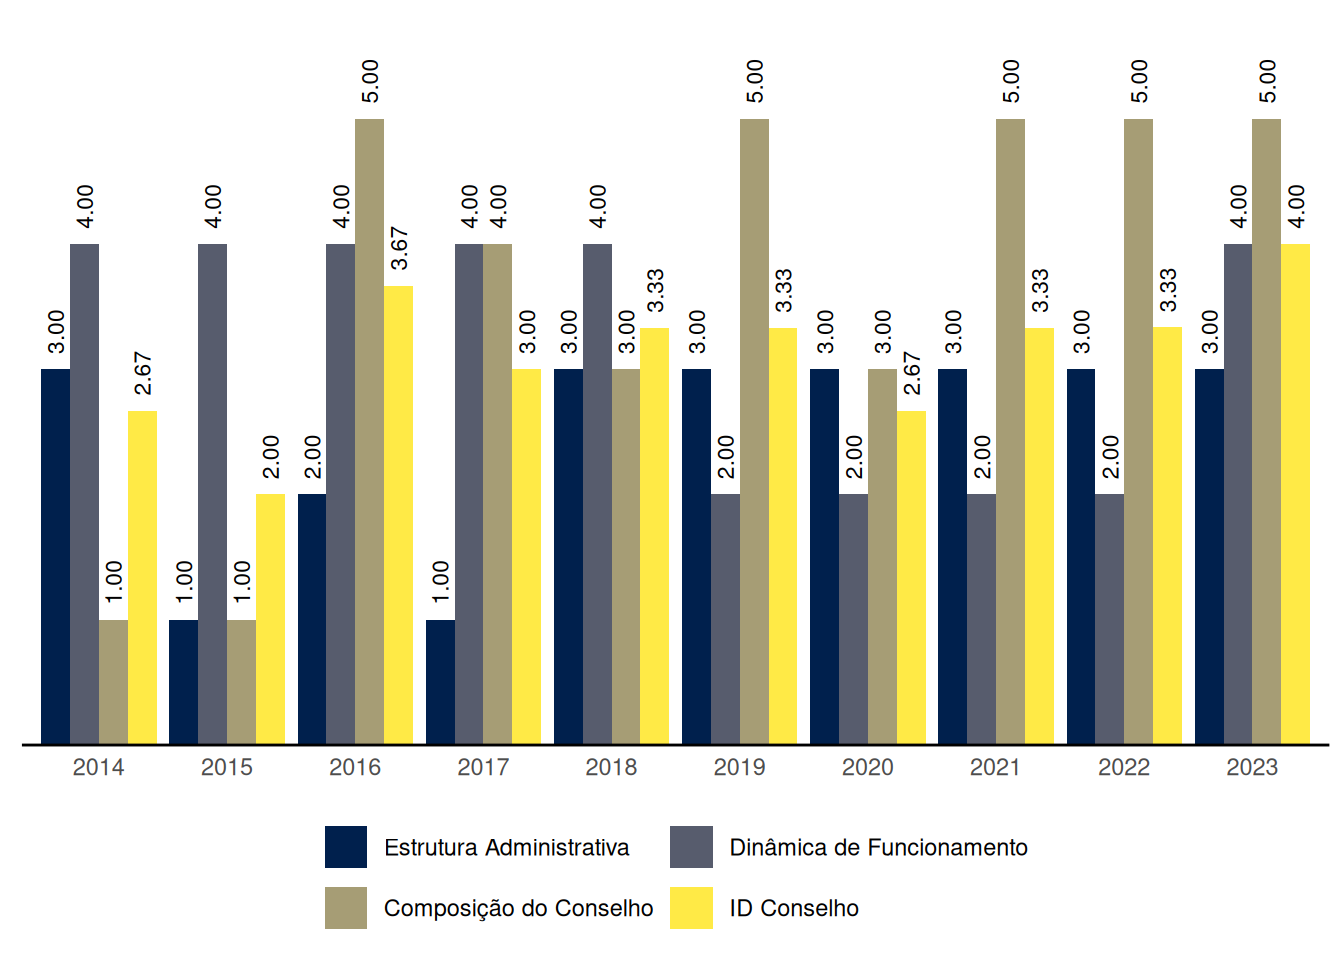 3.00 4.00 1.00 2.67 1.00 4.00 1.00 2.00 2.00 4.00 5.00 3.67 1.00 4.00 4.00 3.00 3.00 4.00 3.00 3.33 3.00 2.00 5.00 3.33 3.00 2.00 3.00 2.67 3.00 2.00 5.00 3.33 3.00 2.00 5.00 3.33 3.00 4.00 5.00 4.00
2014 2015 2016 2017 2018 2019 2020 2021 2022 2023
Estrutura Administrativa Dinâmica de Funcionamento
Composição do Conselho ID Conselho